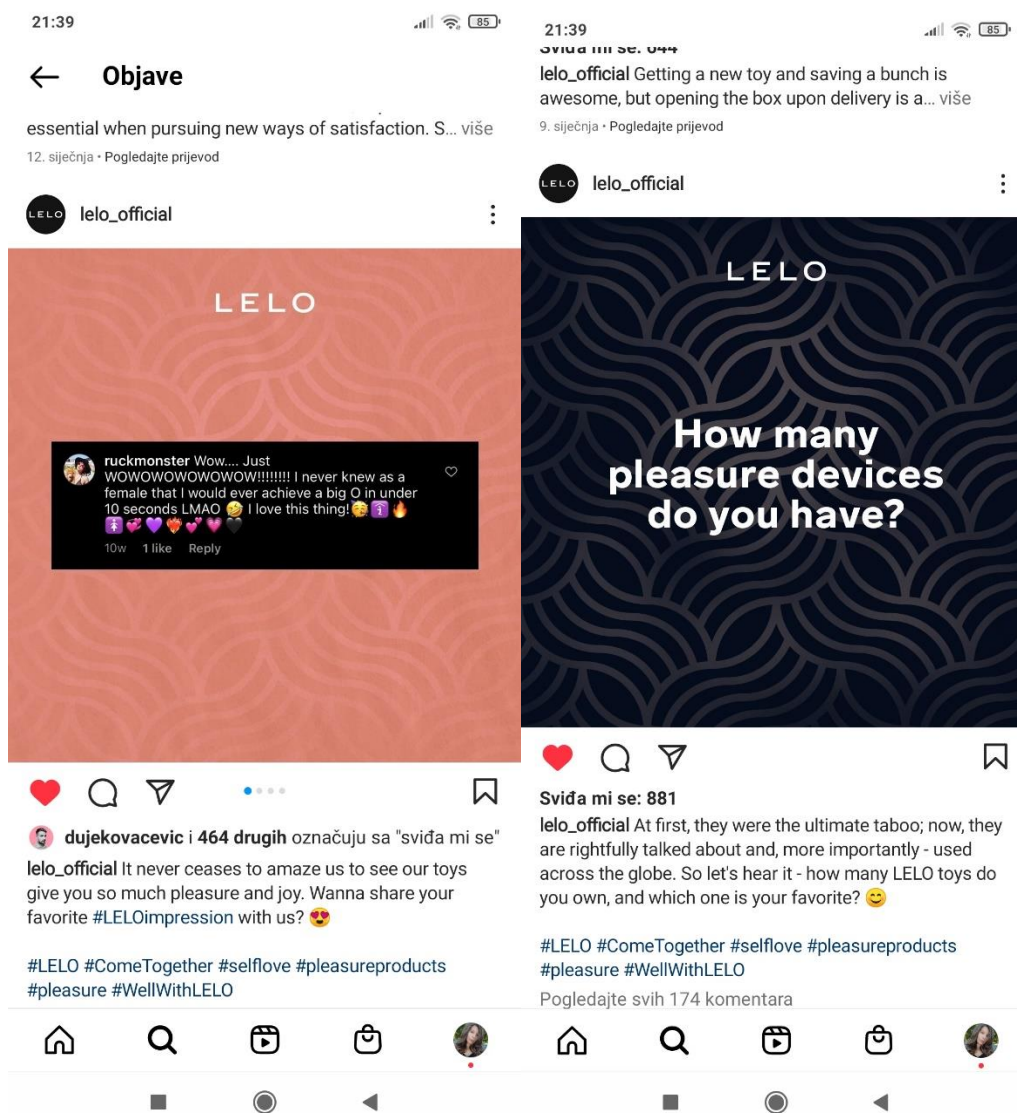 21:39
85
Objave
essential when pursuing new ways of satisfaction. S... više
12. siječnja • Pogledajte prijevod
LELO
lelo_official
LELO
ruckmonster Wow.... Just
WOWOWOWOWOWOW!!!!!!!! I never knew as a
female that I would ever achieve a big O in under
10 seconds LMAO 🤣 I love this thing!🥳🛐🔥
🛐💞💜❤️‍🔥💕💗🖤
10w 1 like Reply
dujekovacevic i 464 drugih označuju sa "sviđa mi se"
lelo_official It never ceases to amaze us to see our toys
give you so much pleasure and joy. Wanna share your
favorite #LELOimpression with us? 😍
#LELO #ComeTogether #selflove #pleasureproducts
#pleasure #WellWithLELO
21:39
85
Sviđa mi se: 644
lelo_official Getting a new toy and saving a bunch is
awesome, but opening the box upon delivery is a... više
9. siječnja • Pogledajte prijevod
LELO
lelo_official
LELO
How many
pleasure devices
do you have?
Sviđa mi se: 881
lelo_official At first, they were the ultimate taboo; now, they
are rightfully talked about and, more importantly - used
across the globe. So let's hear it - how many LELO toys do
you own, and which one is your favorite? 😊
#LELO #ComeTogether #selflove #pleasureproducts
#pleasure #WellWithLELO
Pogledajte svih 174 komentara